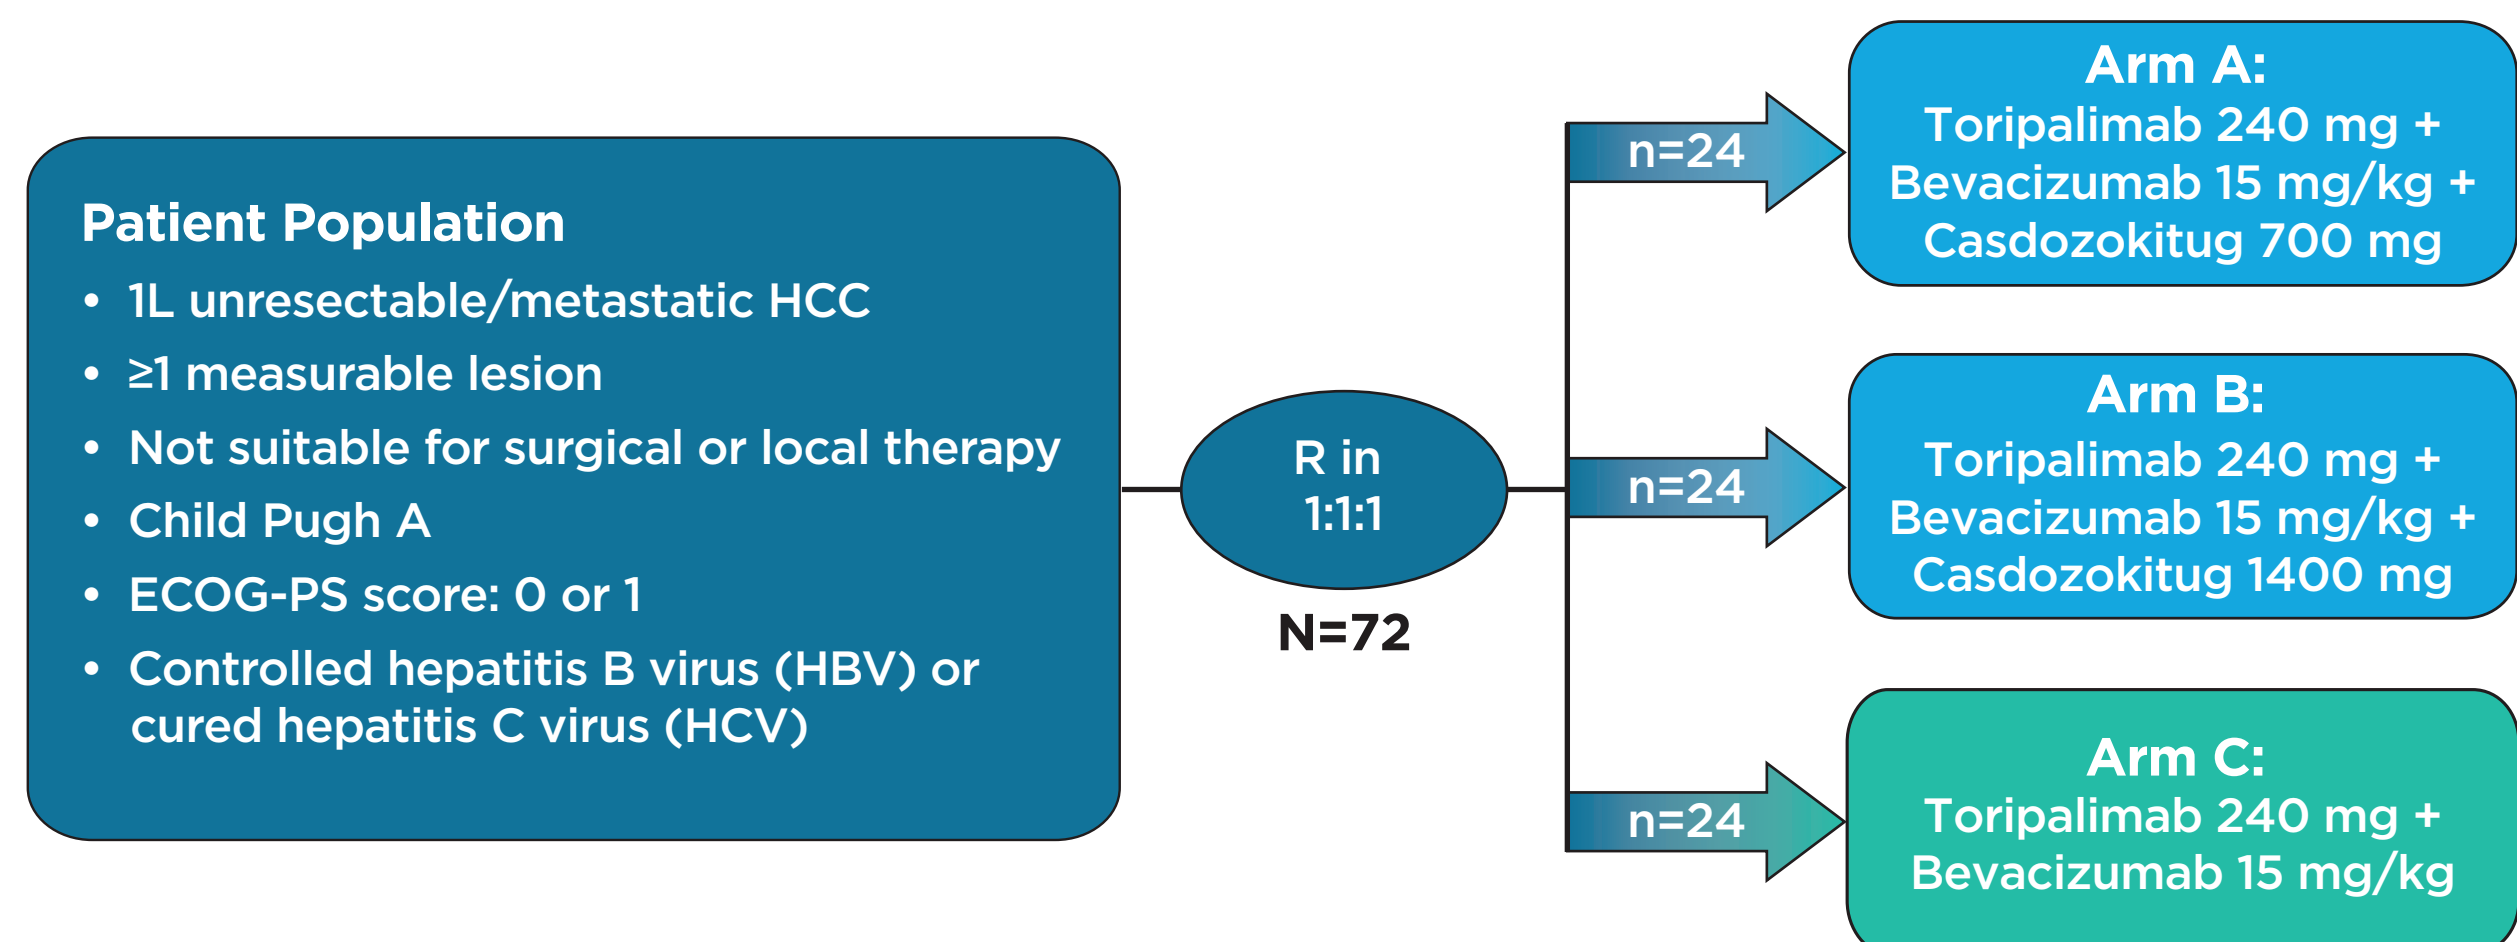 Patient Population
• 1L unresectable/metastatic HCC
• ≥1 measurable lesion
• Not suitable for surgical or local therapy
• Child Pugh A
• ECOG-PS score: 0 or 1
• Controlled hepatitis B virus (HBV) or
cured hepatitis C virus (HCV)
R in
1:1:1
N=72
n=24
Arm A:
Toripalimab 240 mg +
Bevacizumab 15 mg/kg +
Casdozokitug 700 mg
n=24
Arm B:
Toripalimab 240 mg +
Bevacizumab 15 mg/kg +
Casdozokitug 1400 mg
n=24
Arm C:
Toripalimab 240 mg +
Bevacizumab 15 mg/kg